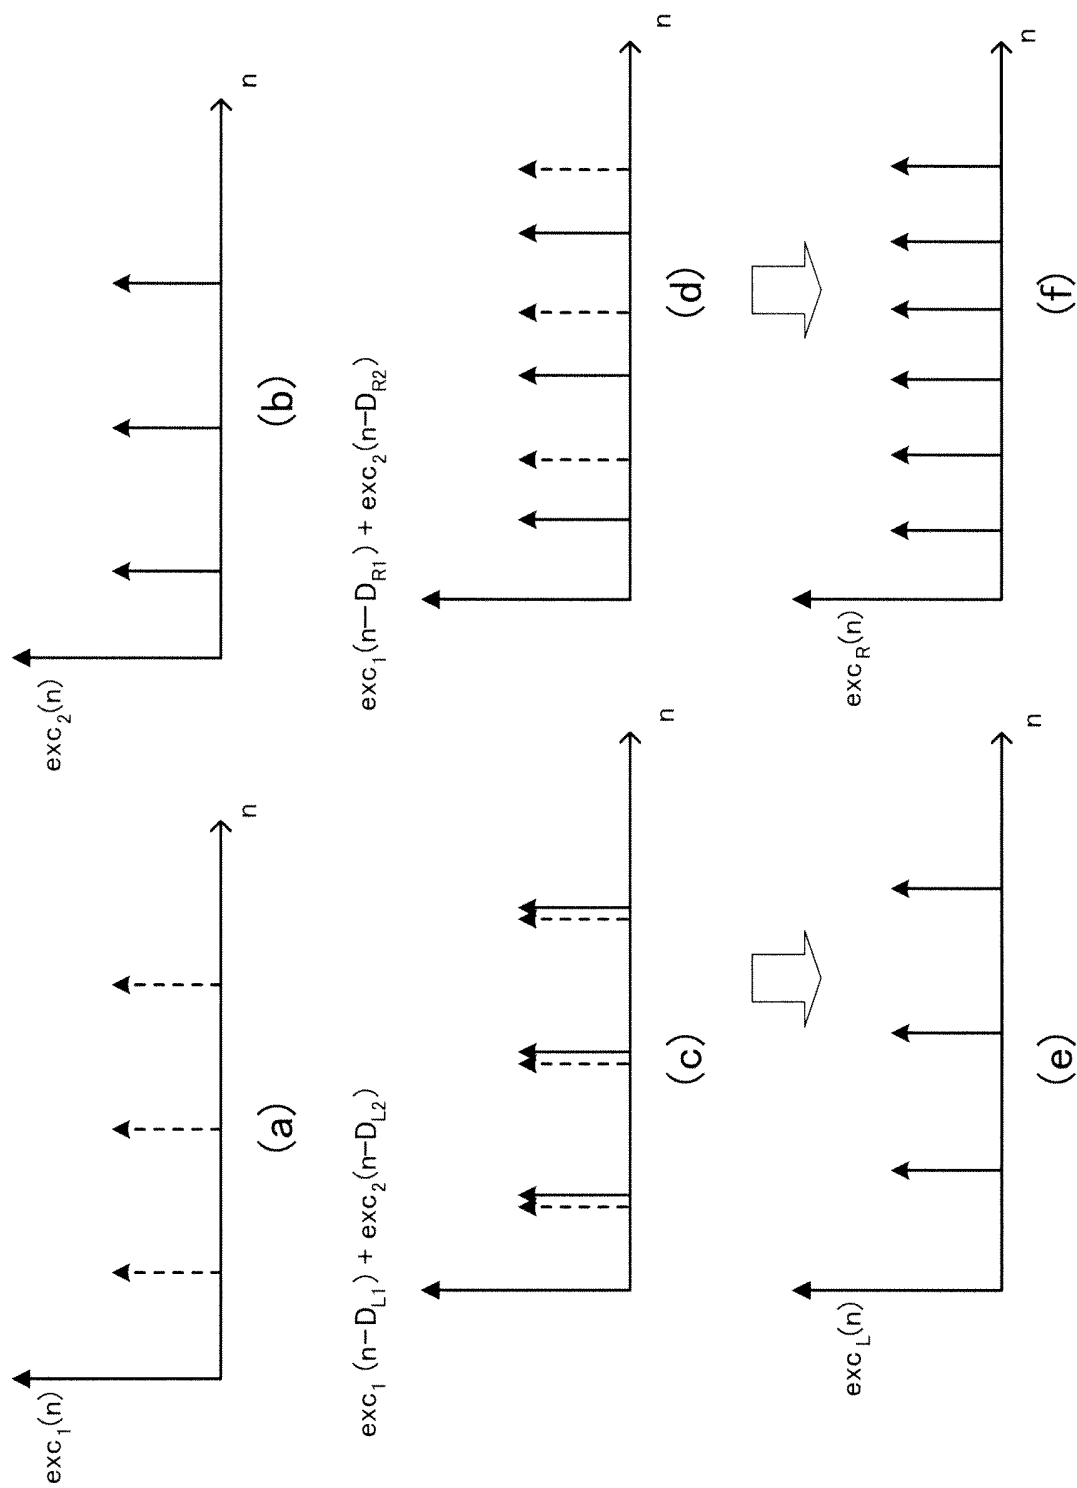 exc1(n)
n
(a)
exc2(n)
n
(b)
exc1 (n−DL1) + exc2(n−DL2)
n
(c)
exc1(n−DR1) + exc2(n−DR2)
n
(d)
excL(n)
n
(e)
excR(n)
n
(f)